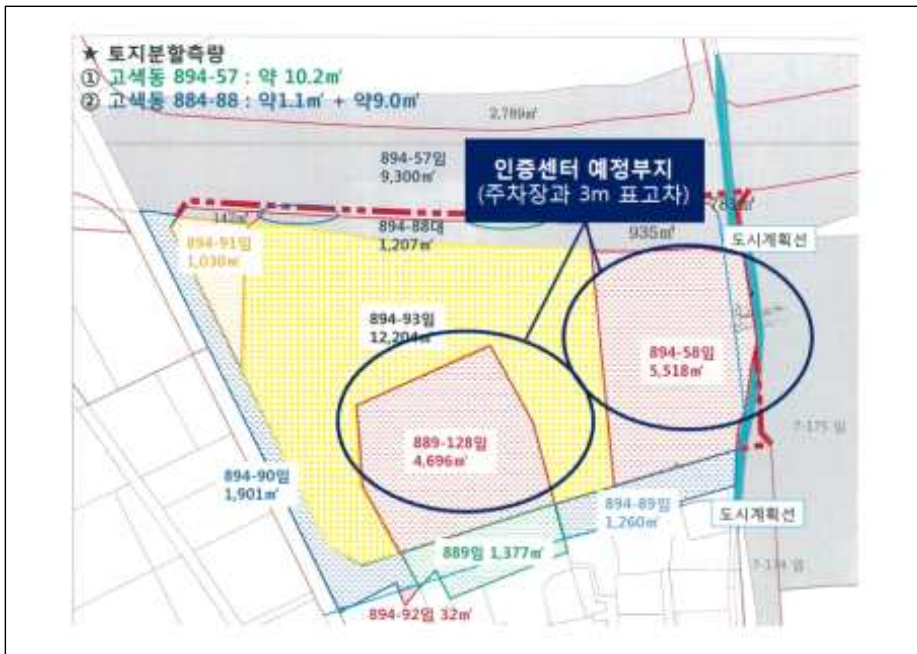 ★ 토지분할측량
① 고색동 894-57 : 약 10.2㎡
② 고색동 884-88 : 약1.1㎡ + 약9.0㎡
2,789㎡
894-57임
9,300㎡
인증센터 예정부지
(주차장과 3m 표고차)
894-88대
1,207㎡
935㎡
도시계획선
894-91임
1,030㎡
894-93임
12,204㎡
894-58임
5,518㎡
889-128임
4,696㎡
7-175 임
894-90임
1,901㎡
894-89임
1,260㎡
도시계획선
889임 1,377㎡
894-92임 32㎡